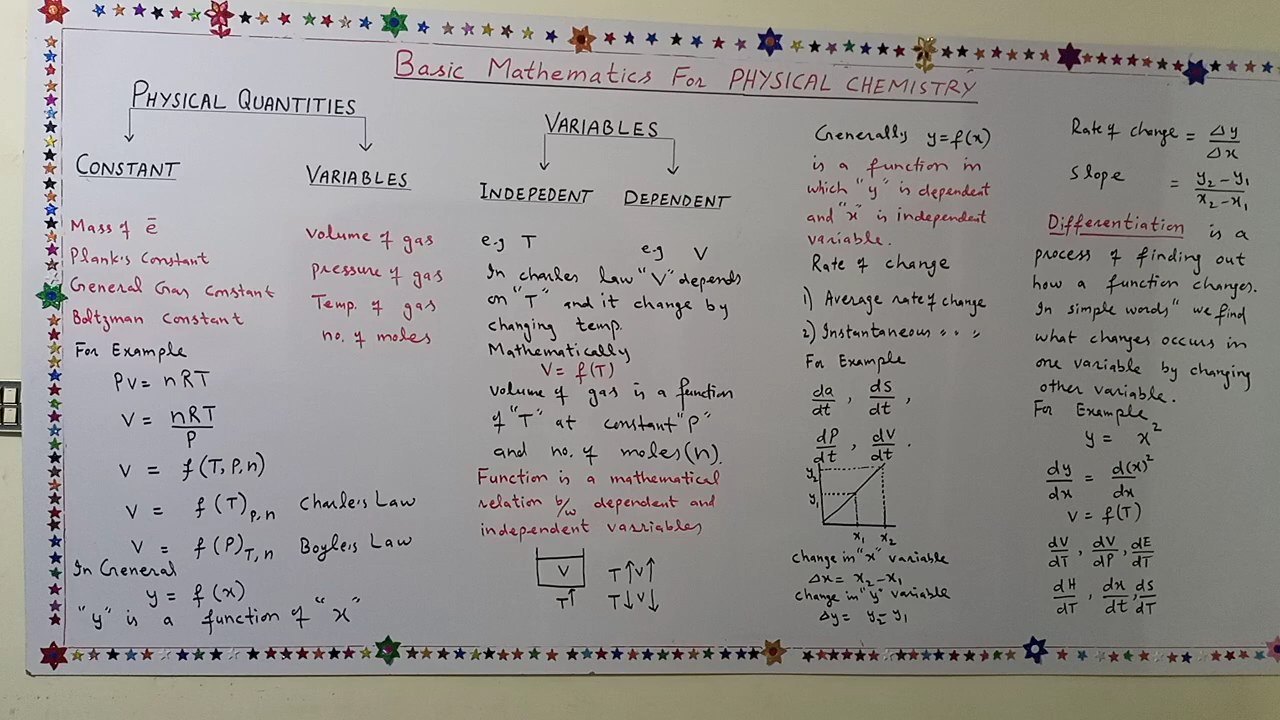 Basic Mathematics For PHYSICAL CHEMISTRY
PHYSICAL QUANTITIES
CONSTANT
Mass of ē
Plank's Constant
General Gas Constant
Boltzman Constant
VARIABLES
volume of gas
pressure of gas
Temp. of gas
no. of moles
For Example
PV = nRT
V = nRT/P
V = f(T,P,n)
V = f(T)P,n Charle's Law
V = f(P)T,n Boyle's Law
In General
y = f(x)
"y" is a function of "x"
VARIABLES
INDEPEDENT
DEPENDENT
e.g T
e.g V
In charles law "V" depends
on "T" and it change by
changing temp.
Mathematically
V = f(T)
volume of gas is a function
of "T" at constant "P"
and no. of moles(n).
Function is a mathematical
relation b/w dependent and
independent varriables
V
T↑
T↑V↑
T↓V↓
Generally y=f(x)
is a function in
which "y" is dependent
and "x" is independent
variable.
Rate of change
1) Average rate of change
2) Instantaneous " " "
For Example
da/dt , ds/dt ,
dP/dt , dV/dt .
y₂
y₁
x₁ x₂
change in "x" variable
Δx = x₂-x₁
change in "y" variable
Δy = y₂-y₁
Rate of change = Δy/Δx
Slope = y₂-y₁/x₂-x₁
Differentiation is a
process of finding out
how a function changes.
In simple words" we find
what changes occurs in
one variable by changing
other variable.
For Example
y = x²
dy/dx = d(x)²/dx
V = f(T)
dV/dT , dV/dP , dE/dT
dH/dT , dx/dt , ds/dT